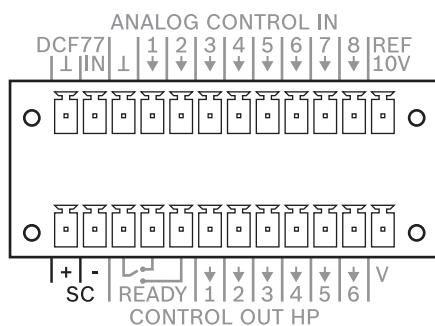 ANALOG CONTROL IN
DCF77 1 2 3 4 5 6 7 8 REF
⊥ IN ⊥ 10V
+ - 1 2 3 4 5 6 V
SC READY
CONTROL OUT HP